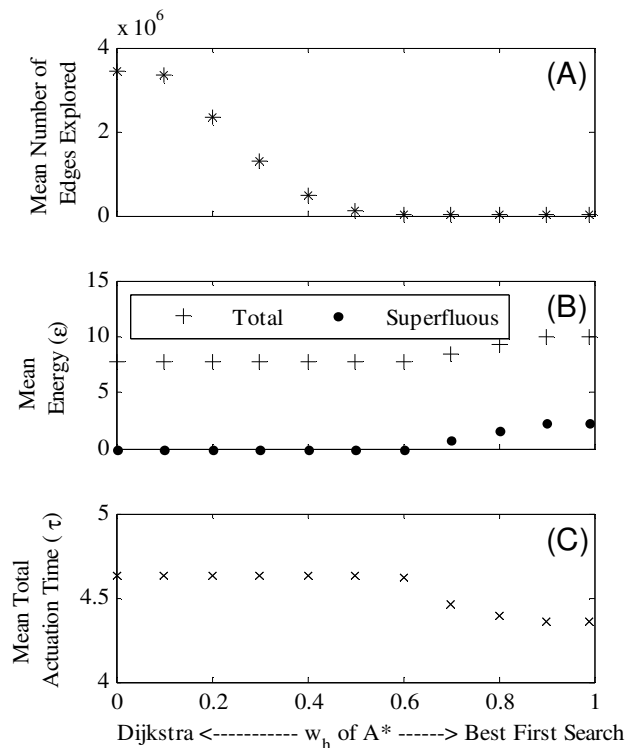 x 10^6
(A)
Mean Number of
Edges Explored
4
2
0
(B)
Mean
Energy (ε)
15
10
5
0
Total
Superfluous
(C)
Mean Total
Actuation Time ( τ)
5
4.5
4
0 0.2 0.4 0.6 0.8 1
Dijkstra <----------- w_h of A* ------> Best First Search